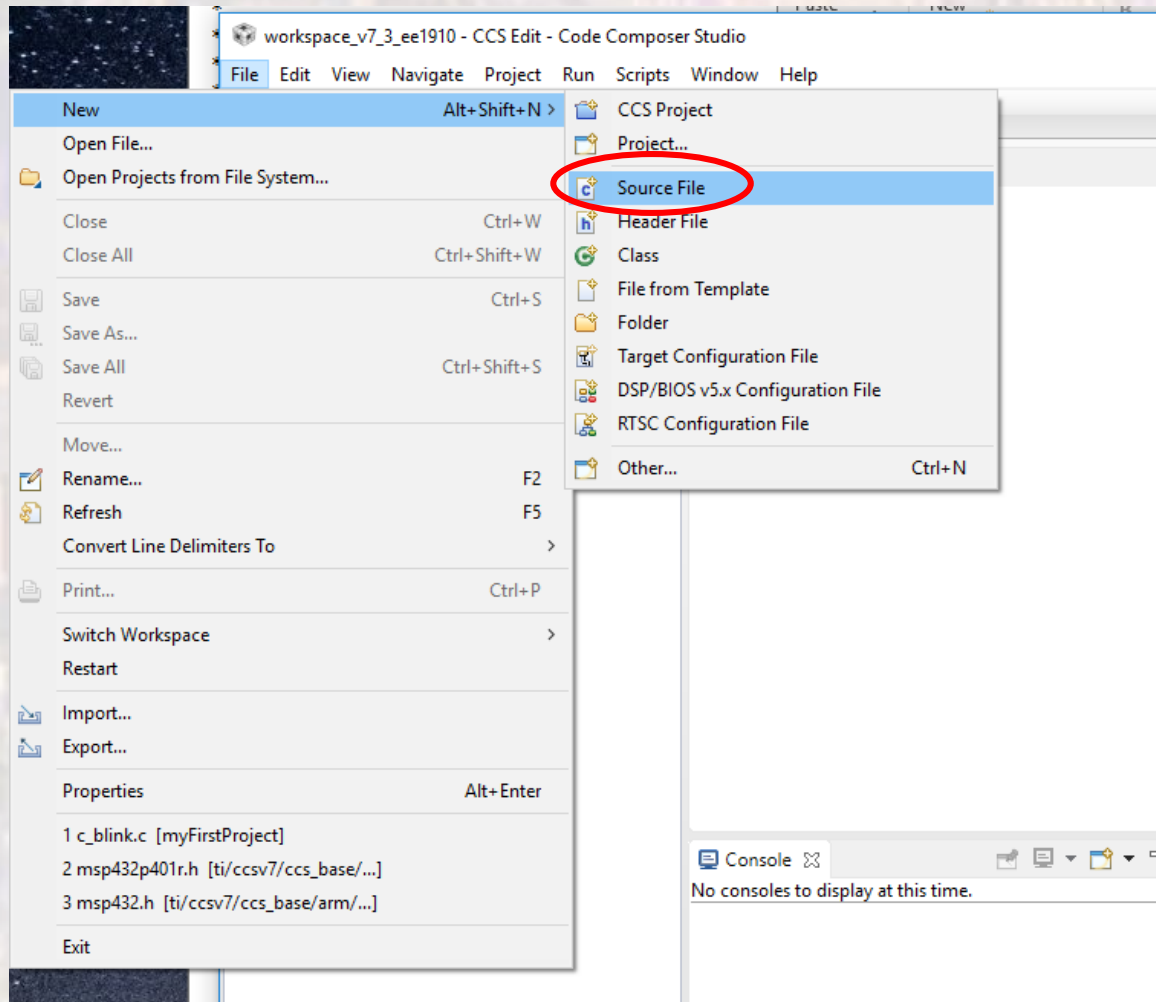 Paste New
workspace_v7_3_ee1910 - CCS Edit - Code Composer Studio
File Edit View Navigate Project Run Scripts Window Help
New Alt+Shift+N >
Open File...
Open Projects from File System...
Close Ctrl+W
Close All Ctrl+Shift+W
Save Ctrl+S
Save As...
Save All Ctrl+Shift+S
Revert
Move...
Rename... F2
Refresh F5
Convert Line Delimiters To >
Print... Ctrl+P
Switch Workspace >
Restart
Import...
Export...
Properties Alt+Enter
1 c_blink.c [myFirstProject]
2 msp432p401r.h [ti/ccsv7/ccs_base/...]
3 msp432.h [ti/ccsv7/ccs_base/arm/...]
Exit
CCS Project
Project...
Source File
Header File
Class
File from Template
Folder
Target Configuration File
DSP/BIOS v5.x Configuration File
RTSC Configuration File
Other... Ctrl+N
Console
No consoles to display at this time.